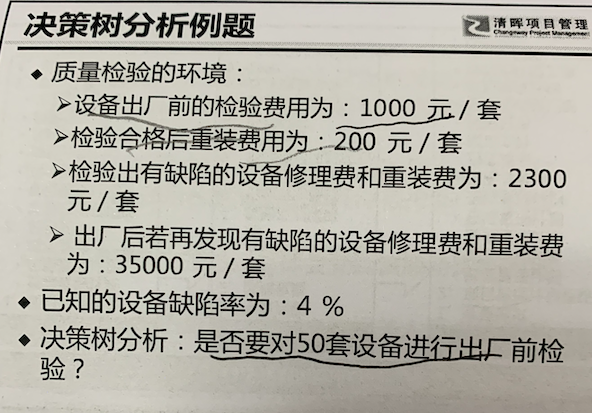 决策树分析例题
清晖项目管理
Changway Project Management
◆ 质量检验的环境：
➢设备出厂前的检验费用为：1000 元 / 套
➢检验合格后重装费用为：200 元 / 套
➢检验出有缺陷的设备修理费和重装费为：2300
元 / 套
➢ 出厂后若再发现有缺陷的设备修理费和重装费
为：35000 元 / 套
◆ 已知的设备缺陷率为：4 %
◆ 决策树分析：是否要对50套设备进行出厂前检
验？